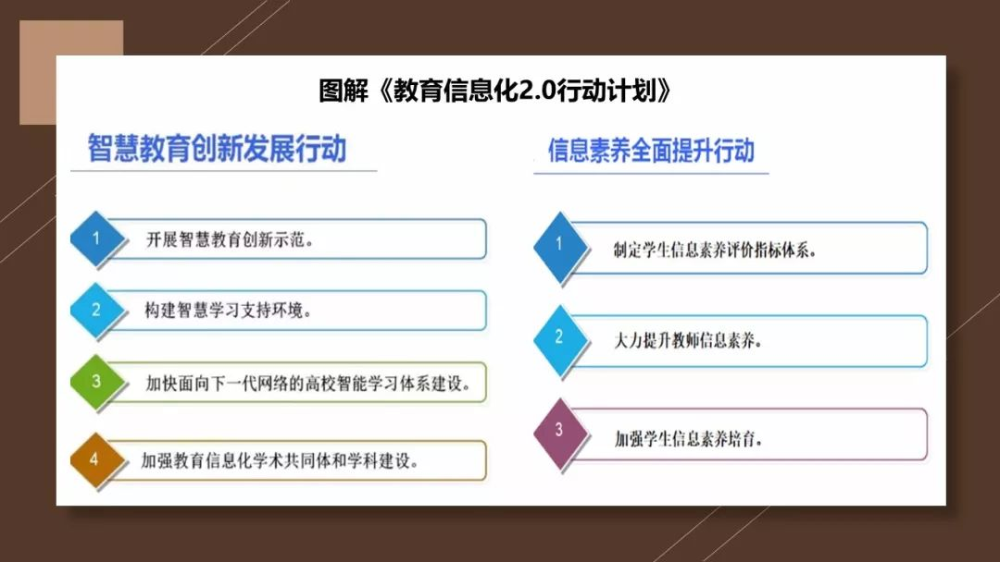 图解《教育信息化2.0行动计划》
智慧教育创新发展行动
1 开展智慧教育创新示范。
2 构建智慧学习支持环境。
3 加快面向下一代网络的高校智能学习体系建设。
4 加强教育信息化学术共同体和学科建设。
信息素养全面提升行动
1 制定学生信息素养评价指标体系。
2 大力提升教师信息素养。
3 加强学生信息素养培育。